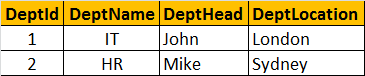 DeptId DeptName DeptHead DeptLocation
1 IT John London
2 HR Mike Sydney